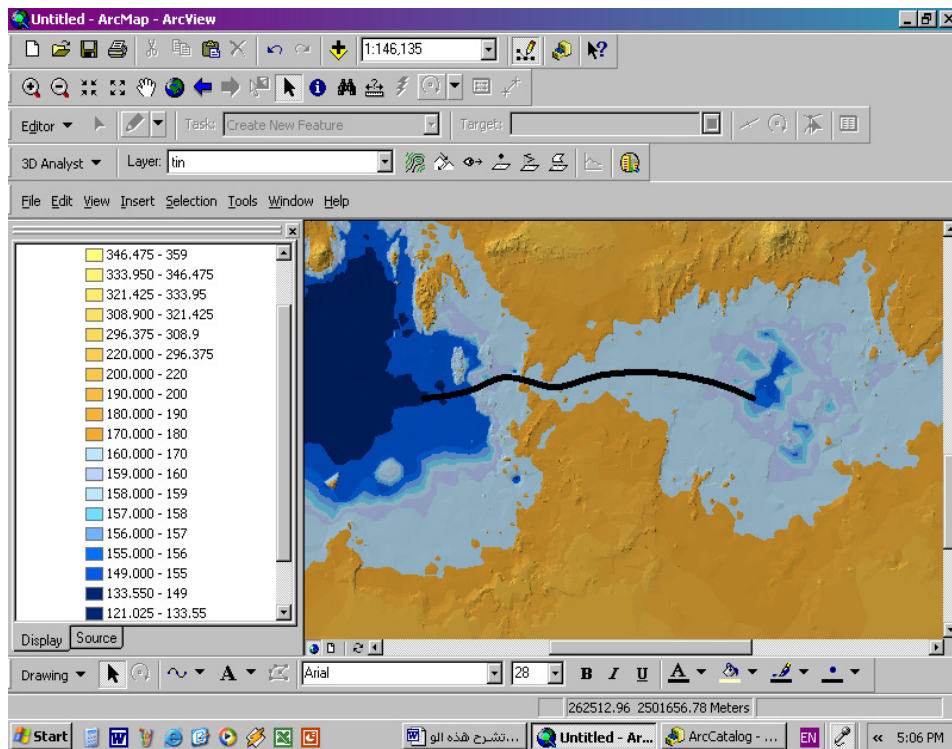 Untitled - ArcMap - ArcView
1:146,135
Editor Task: Create New Feature Target:
3D Analyst Layer: tin
File Edit View Insert Selection Tools Window Help
346.475 - 359
333.950 - 346.475
321.425 - 333.95
308.900 - 321.425
296.375 - 308.9
220.000 - 296.375
200.000 - 220
190.000 - 200
180.000 - 190
170.000 - 180
160.000 - 170
159.000 - 160
158.000 - 159
157.000 - 158
156.000 - 157
155.000 - 156
149.000 - 155
133.550 - 149
121.025 - 133.55
Display Source
Drawing A Arial 28 B I U A
262512.96 2501656.78 Meters
Start تشرح هذه الو... Untitled - Ar... ArcCatalog - ... EN « 5:06 PM